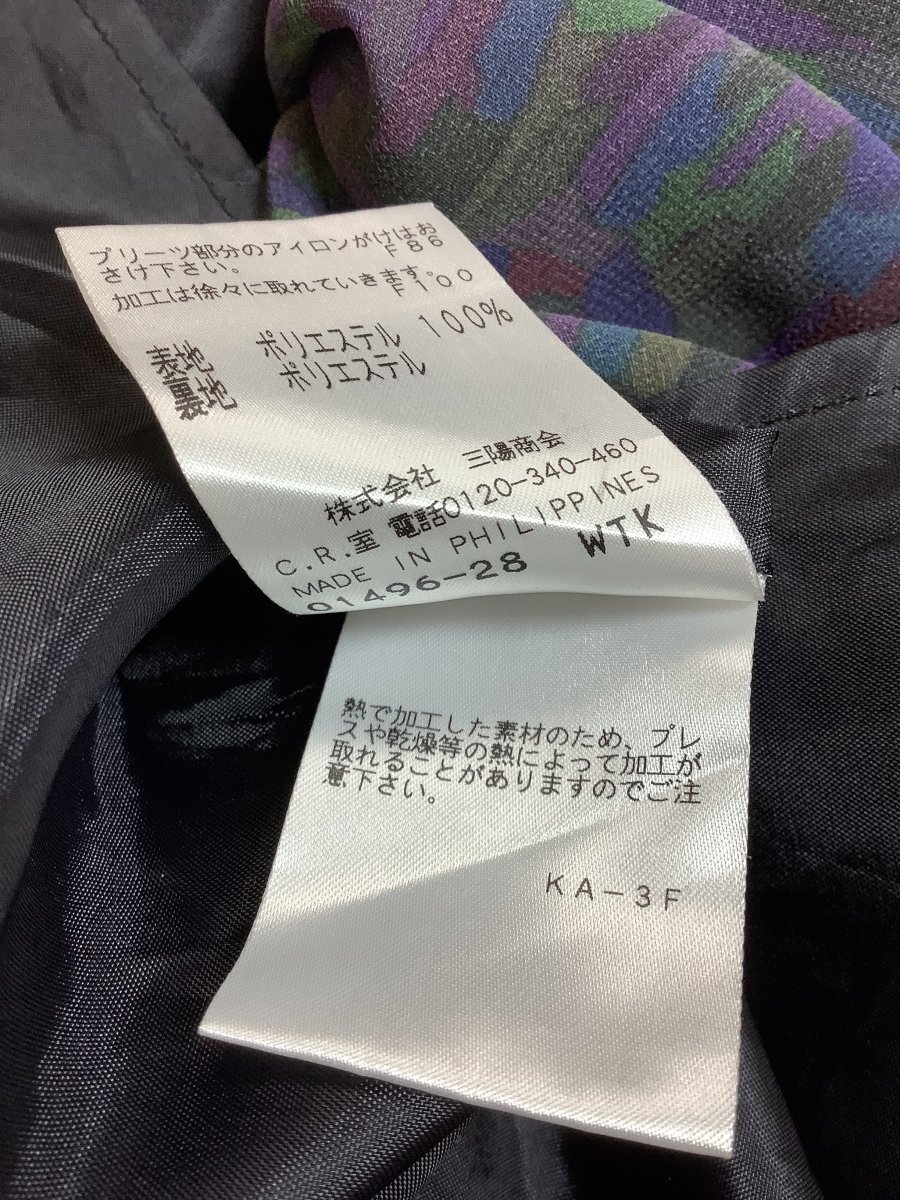 プリーツ部分のアイロンがけはお
さけ下さい。 F86
加工は徐々に取れていきます。
F100
表地 ポリエステル 100%
裏地 ポリエステル
株式会社 三陽商会
C.R.室 電話0120-340-460
MADE IN PHILIPPINES
01496-28 WTK
熱で加工した素材のため、プレ
スや乾燥等の熱によって加工が
取れることがありますのでご注
意下さい。
KA-3F